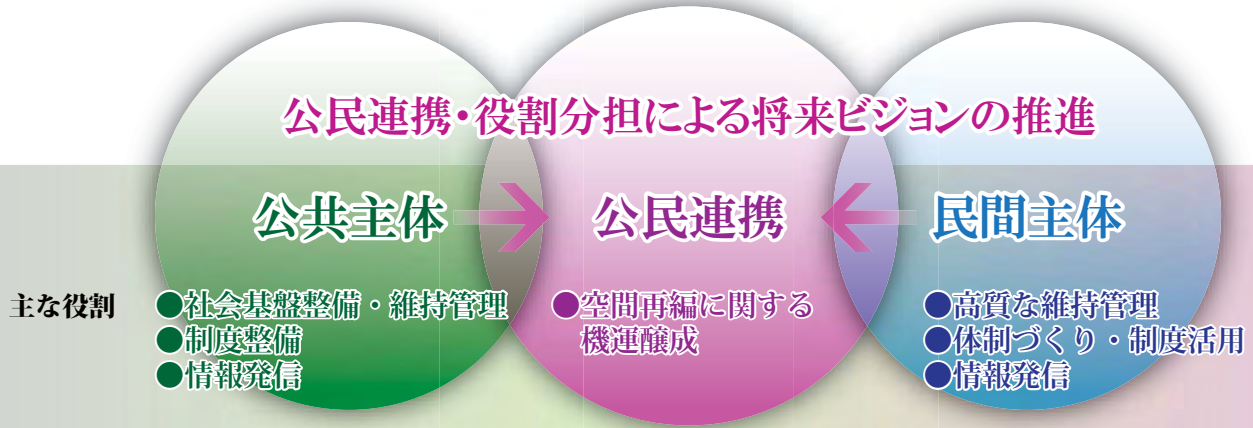 公民連携・役割分担による将来ビジョンの推進
公共主体
公民連携
民間主体
主な役割
●社会基盤整備・維持管理
●制度整備
●情報発信
●空間再編に関する
機運醸成
●高質な維持管理
●体制づくり・制度活用
●情報発信